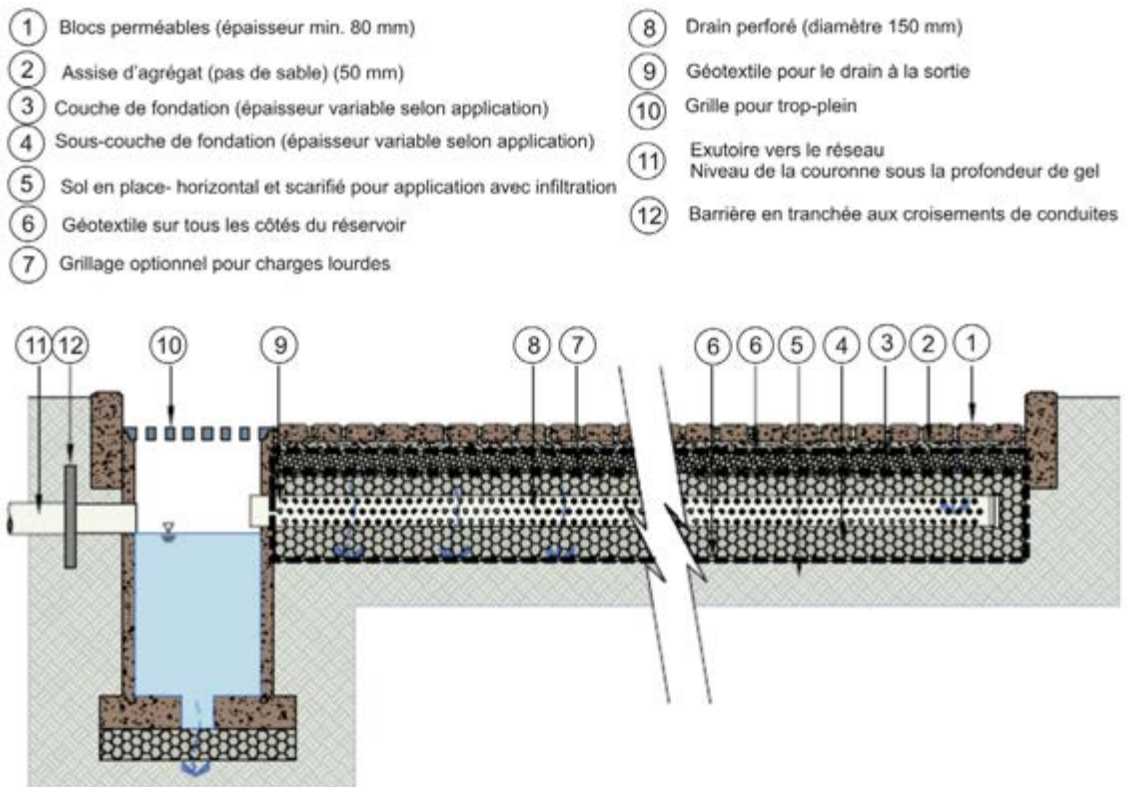 1 Blocs perméables (épaisseur min. 80 mm)
2 Assise d'agrégat (pas de sable) (50 mm)
3 Couche de fondation (épaisseur variable selon application)
4 Sous-couche de fondation (épaisseur variable selon application)
5 Sol en place- horizontal et scarifié pour application avec infiltration
6 Géotextile sur tous les côtés du réservoir
7 Grillage optionnel pour charges lourdes
8 Drain perforé (diamètre 150 mm)
9 Géotextile pour le drain à la sortie
10 Grille pour trop-plein
11 Exutoire vers le réseau
Niveau de la couronne sous la profondeur de gel
12 Barrière en tranchée aux croisements de conduites
11 12 10 9 8 7 6 6 5 4 3 2 1